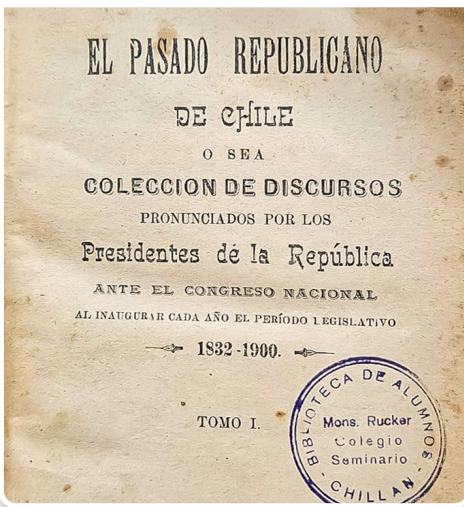 EL PASADO REPUBLICANO
DE CHILE
O SEA
COLECCION DE DISCURSOS
PRONUNCIADOS POR LOS
Presidentes de la República
ANTE EL CONGRESO NACIONAL
AL INAUGURAR CADA AÑO EL PERÍODO LEGISLATIVO
1832-1900.
TOMO I.
BIBLIOTECA DE ALUMNOS
Mons. Rucker
Colegio
Seminario
- CHILLAN -